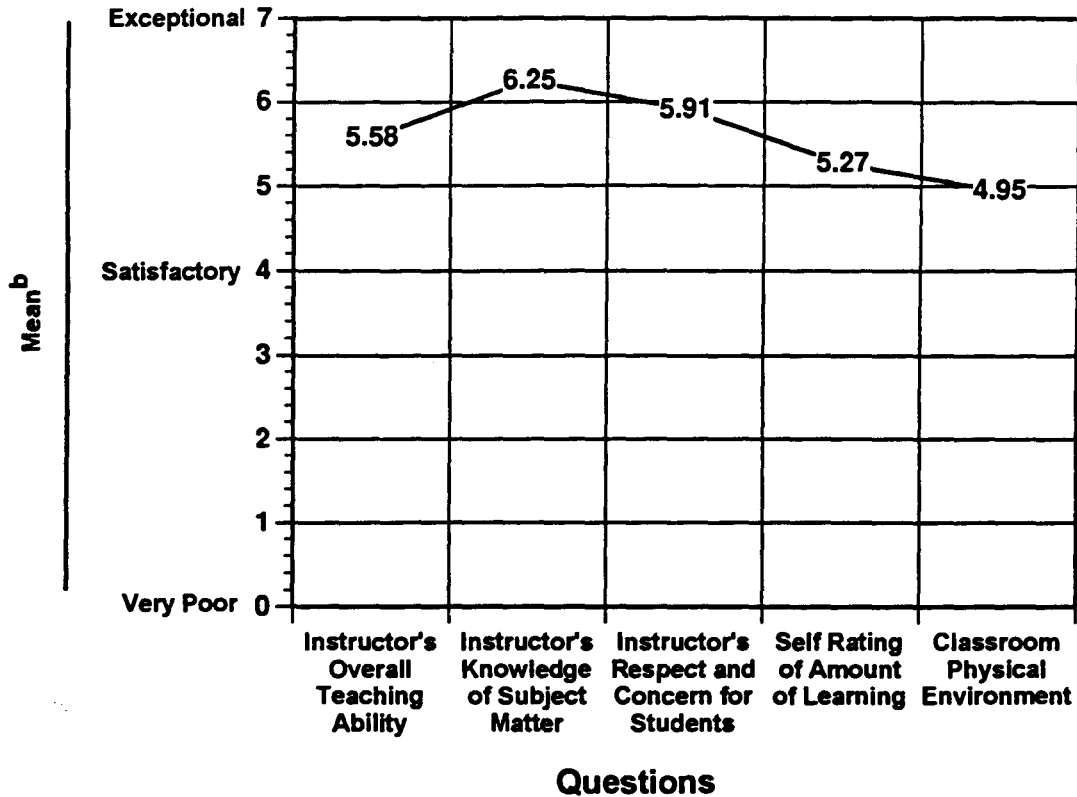 Exceptional 7
6
5
Satisfactory 4
3
2
1
Very Poor 0
Mean^b
5.58
6.25
5.91
5.27
4.95
Instructor's
Overall
Teaching
Ability
Instructor's
Knowledge
of Subject
Matter
Instructor's
Respect and
Concern for
Students
Self Rating
of Amount
of Learning
Classroom
Physical
Environment
Questions